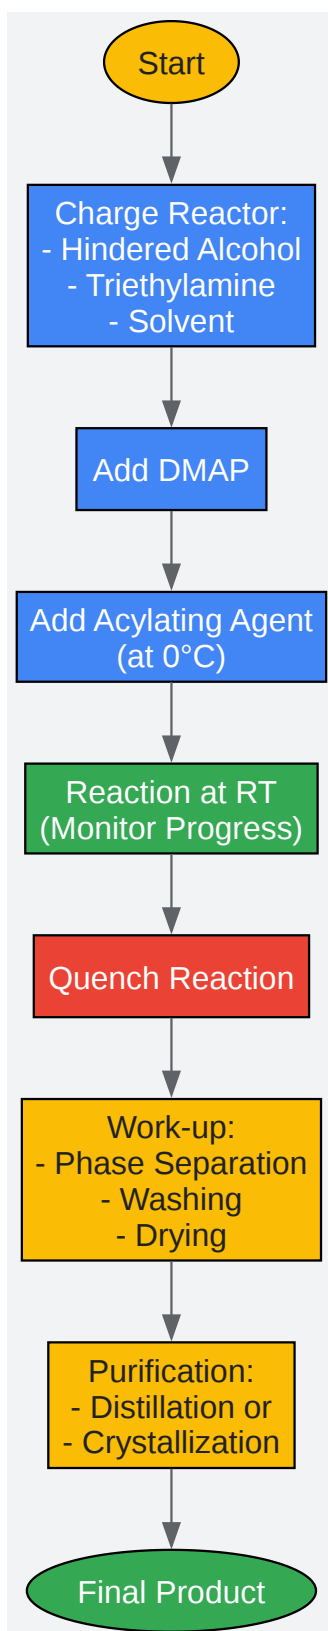 Start
Charge Reactor:
- Hindered Alcohol
- Triethylamine
- Solvent
Add DMAP
Add Acylating Agent
(at 0°C)
Reaction at RT
(Monitor Progress)
Quench Reaction
Work-up:
- Phase Separation
- Washing
- Drying
Purification:
- Distillation or
- Crystallization
Final Product